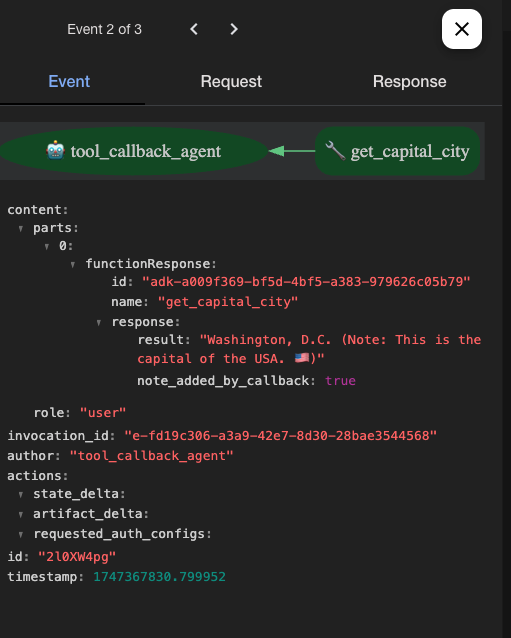 Event 2 of 3
Event Request Response
tool_callback_agent get_capital_city
content:
parts:
0:
functionResponse:
id: "adk-a009f369-bf5d-4bf5-a383-979626c05b79"
name: "get_capital_city"
response:
result: "Washington, D.C. (Note: This is the
capital of the USA. 🇺🇸)"
note_added_by_callback: true
role: "user"
invocation_id: "e-fd19c306-a3a9-42e7-8d30-28bae3544568"
author: "tool_callback_agent"
actions:
state_delta:
artifact_delta:
requested_auth_configs:
id: "2l0XW4pg"
timestamp: 1747367830.799952